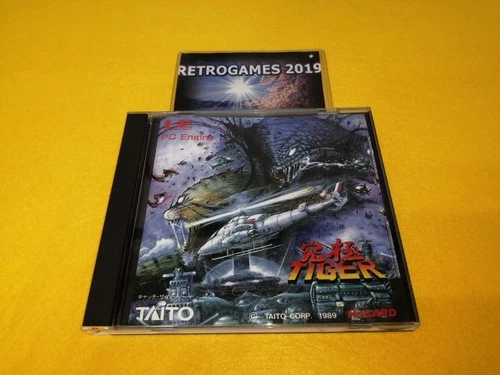 RETROGAMES 2019
PC Engine
究極
TIGER
TAITO
© TAITO CORP. 1989